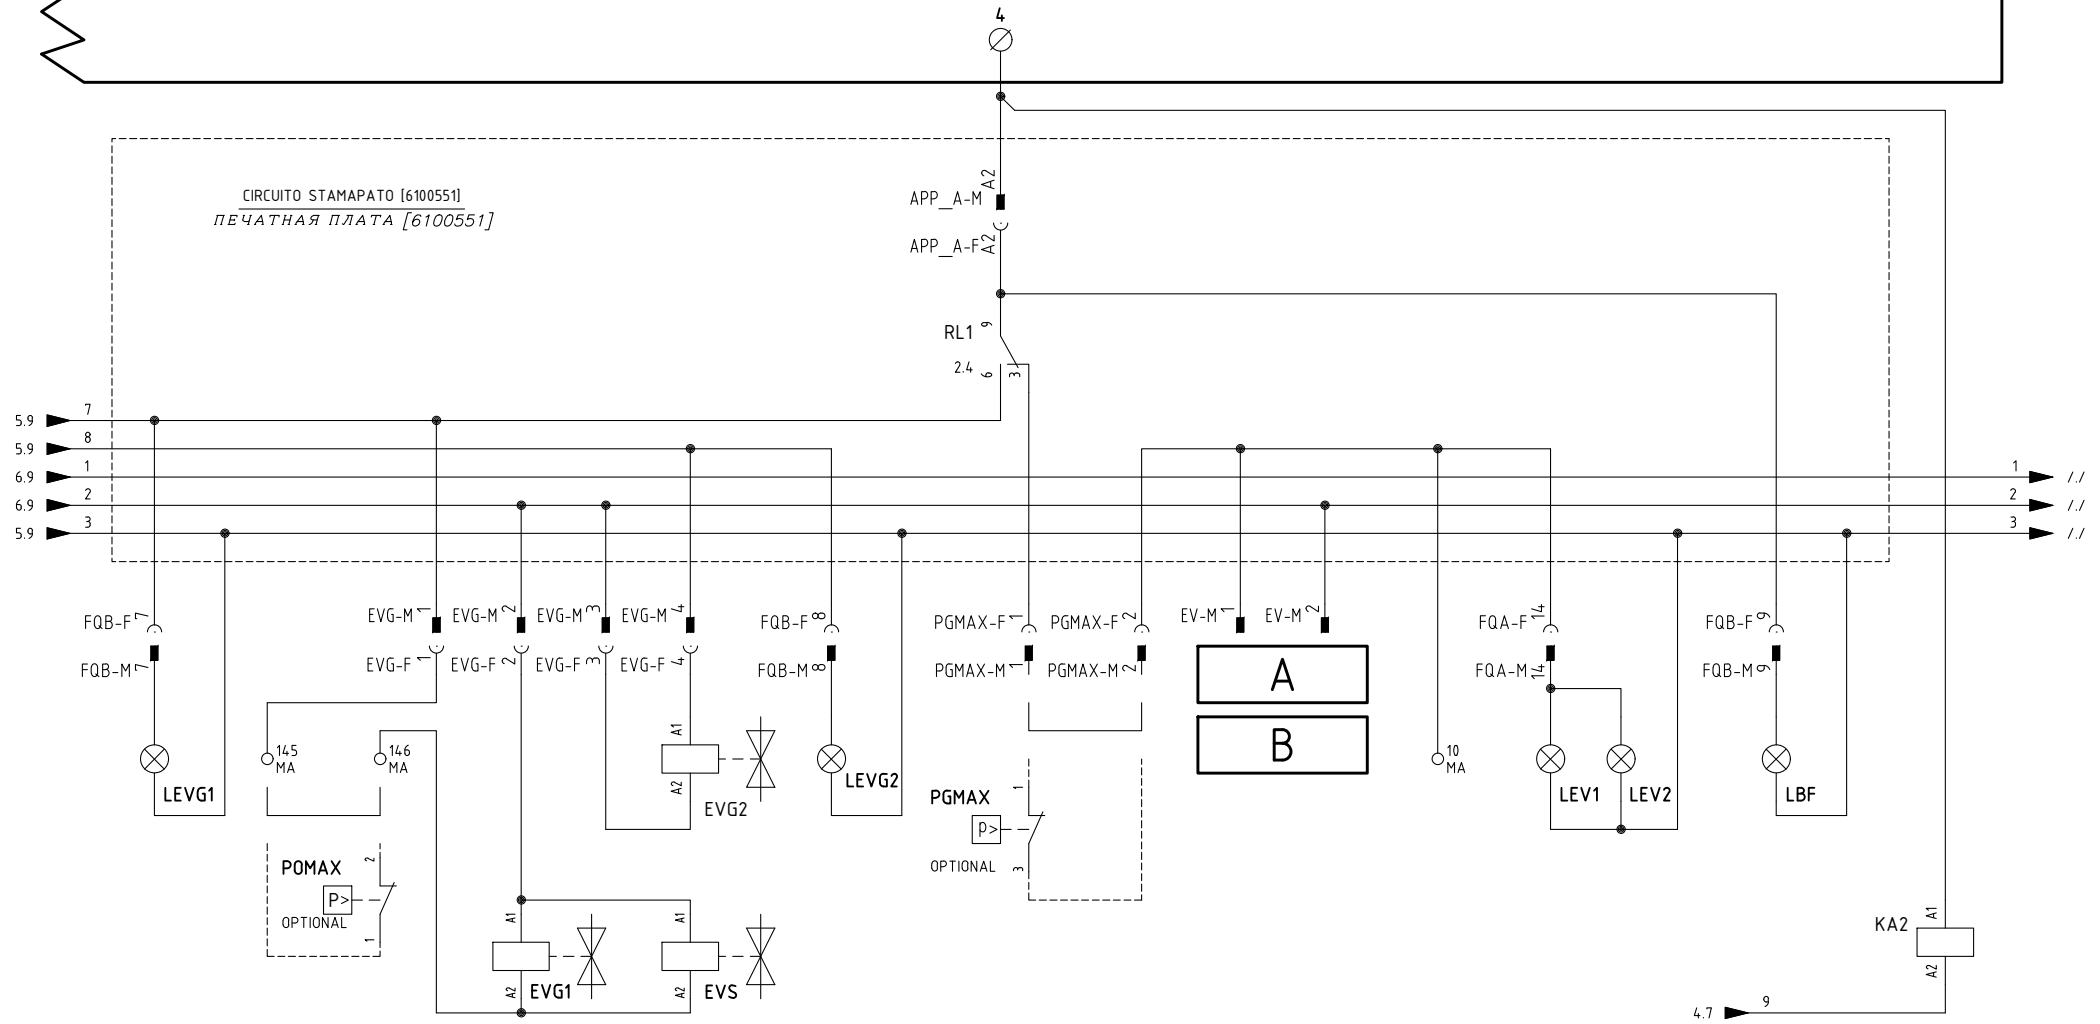 4
CIRCUITO STAMAPATO [6100551]
ПЕЧАТНАЯ ПЛАТА [6100551]
A2
APP_A-M
APP_A-F
A2
RL1
9
2.4
6
3
5.9
7
5.9
8
6.9
1
1
/./
6.9
2
2
/./
5.9
3
3
/./
FQB-F 7
EVG-M 1
EVG-M 2
EVG-M 3
EVG-M 4
FQB-F 8
PGMAX-F 1
PGMAX-F 2
EV-M 1
EV-M 2
FQA-F 14
FQB-F 9
FQB-M 7
EVG-F 1
EVG-F 2
EVG-F 3
EVG-F 4
FQB-M 8
PGMAX-M 1
PGMAX-M 2
A
FQA-M 14
FQB-M 9
B
145
MA
146
MA
A1
A2
EVG2
10
MA
LEVG1
LEVG2
PGMAX
1
P>
OPTIONAL
3
LEV1
LEV2
LBF
POMAX
2
P>
OPTIONAL
1
A1
A1
A2
EVG1
A2
EVS
KA2
A1
A2
4.7
9